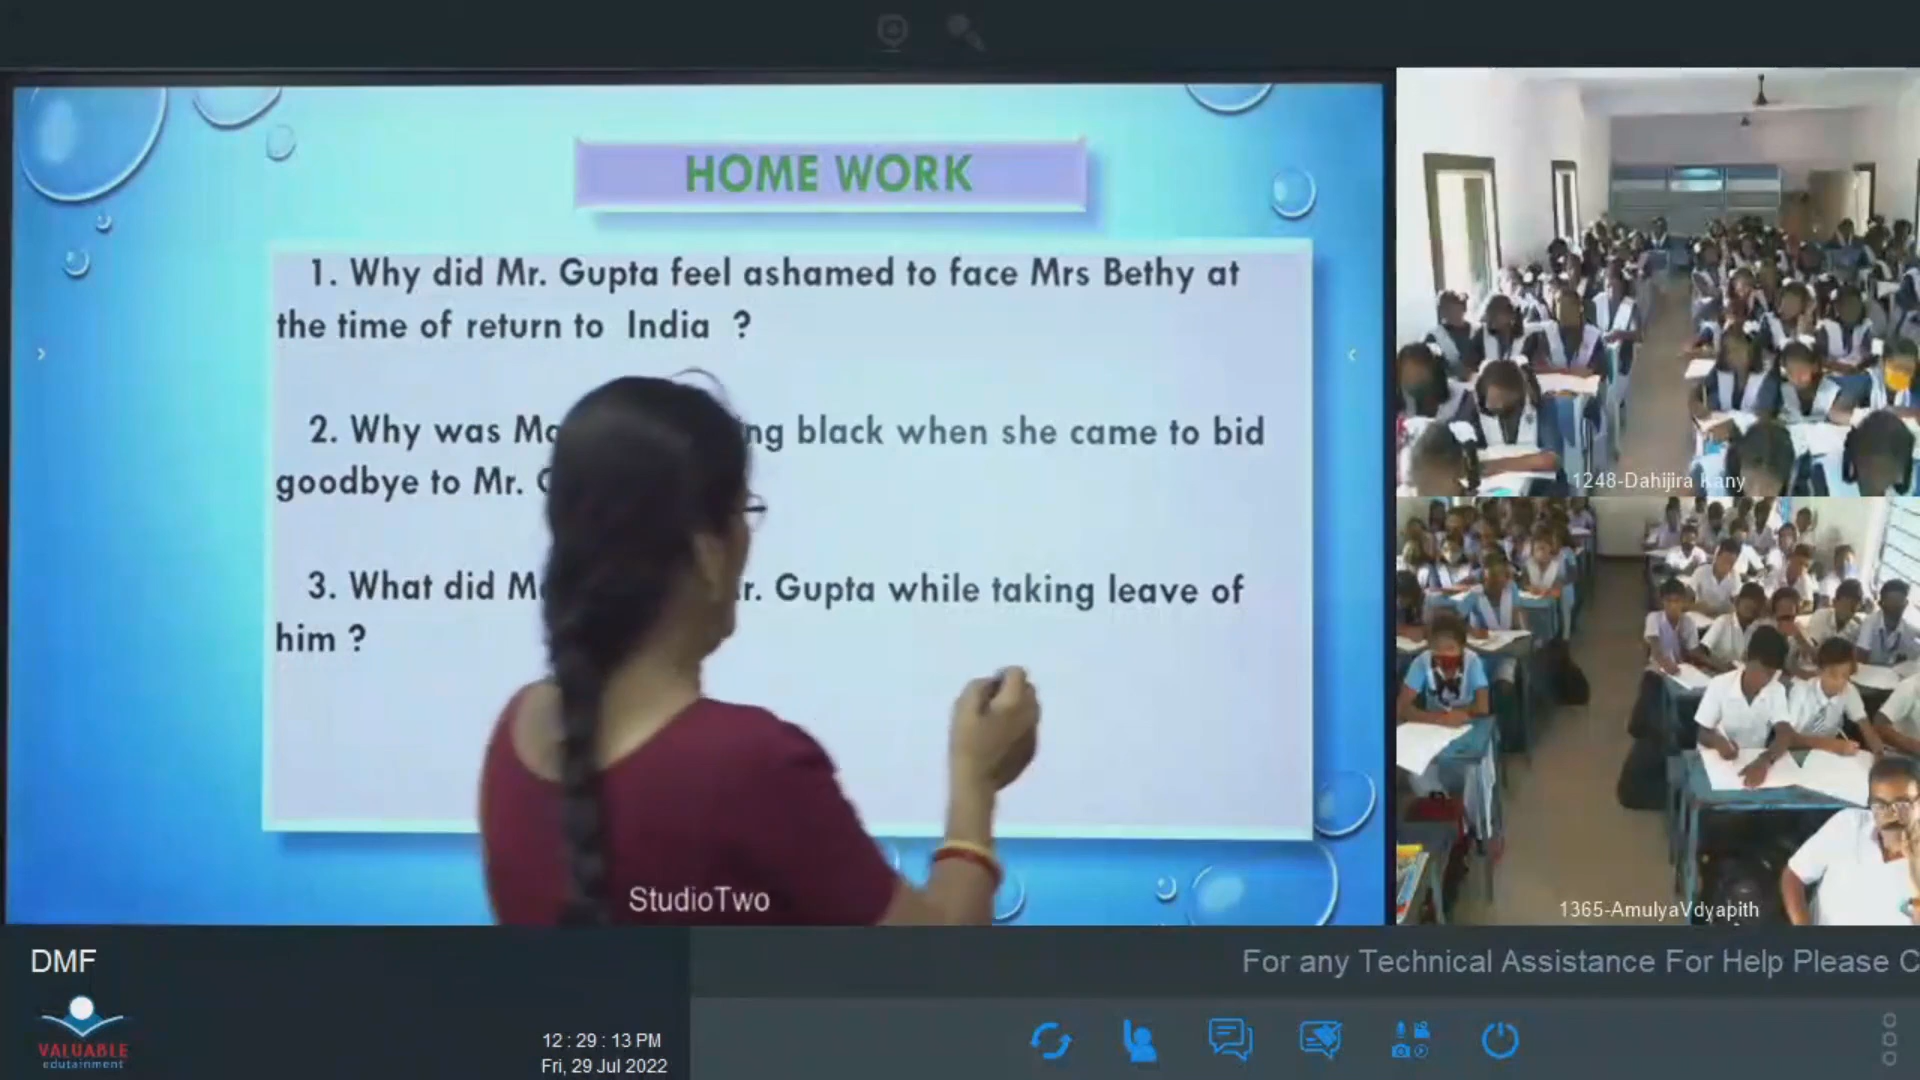 HOME WORK
1. Why did Mr. Gupta feel ashamed to face Mrs Bethy at
the time of return to India ?
2. Why was black when she came to bid
goodbye to Mr.
3. What did Gupta while taking leave of
him ?
StudioTwo
1248-Dahijira Kany
1365-AmulyaVdyapith
DMF
For any Technical Assistance For Help Please
VALUABLE
edutainment
12 : 29 : 13 PM
Fri, 29 Jul 2022